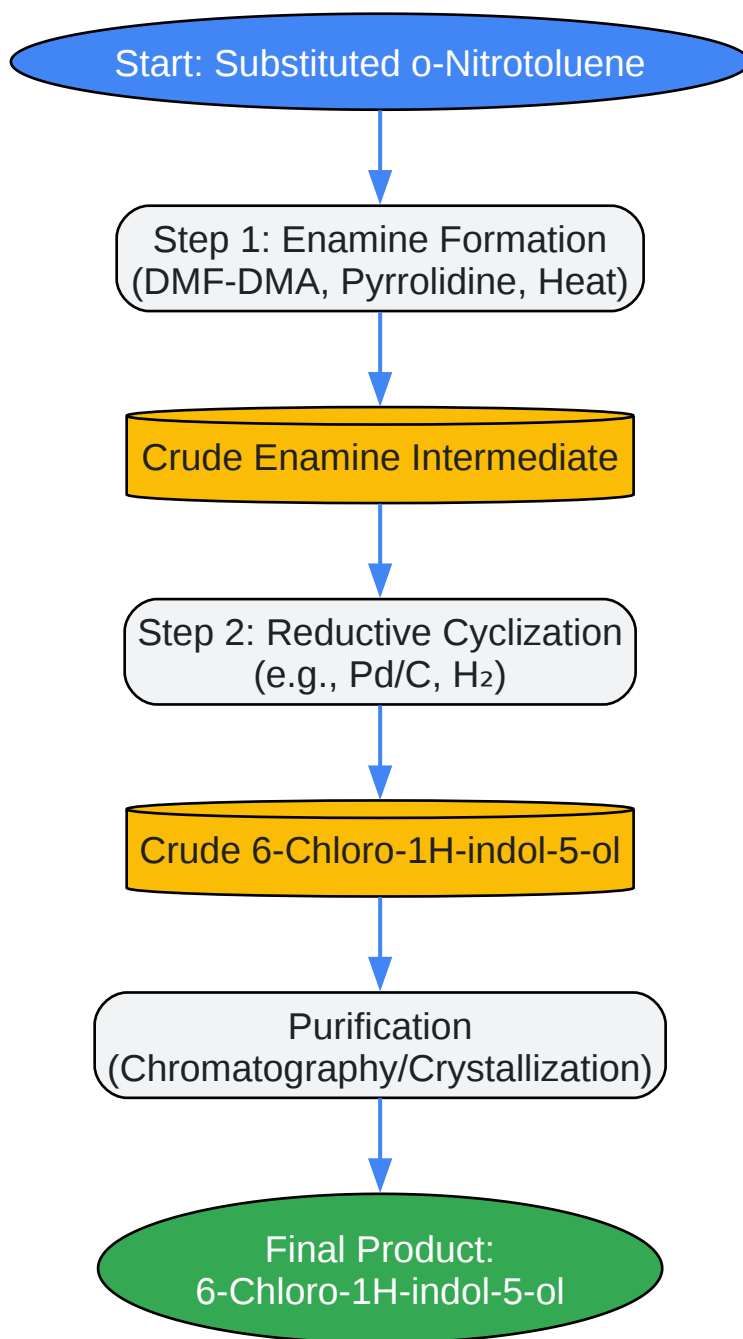 Start: Substituted o-Nitrotoluene
Step 1: Enamine Formation
(DMF-DMA, Pyrrolidine, Heat)
Crude Enamine Intermediate
Step 2: Reductive Cyclization
(e.g., Pd/C, H₂)
Crude 6-Chloro-1H-indol-5-ol
Purification
(Chromatography/Crystallization)
Final Product:
6-Chloro-1H-indol-5-ol